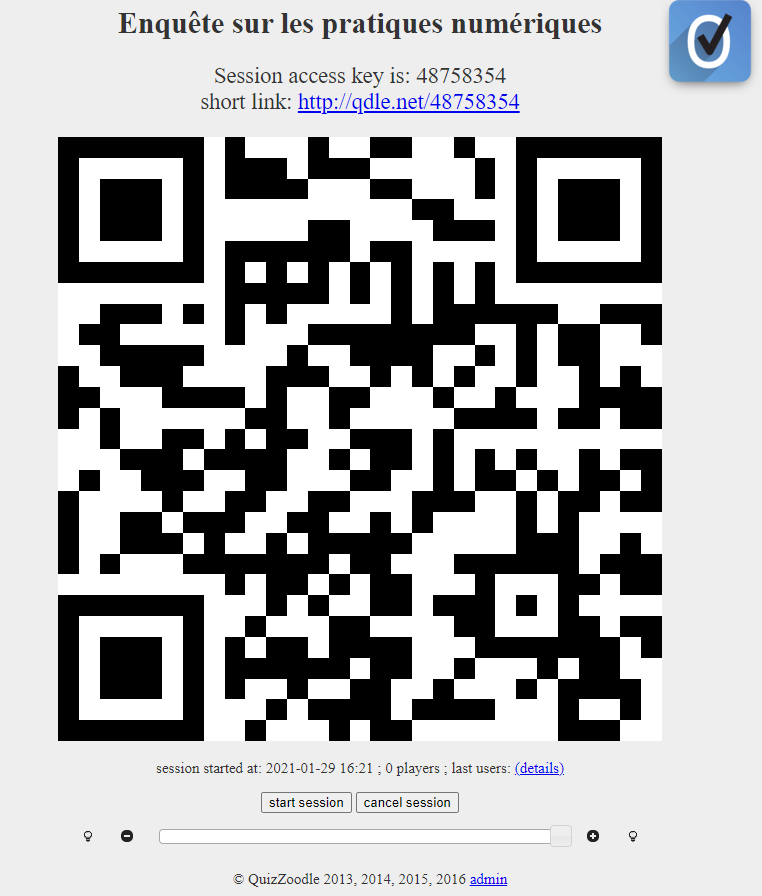 Enquête sur les pratiques numériques
Session access key is: 48758354
short link: http://qdle.net/48758354
session started at: 2021-01-29 16:21 ; 0 players ; last users: (details)
start session cancel session
© QuizZoodle 2013, 2014, 2015, 2016 admin